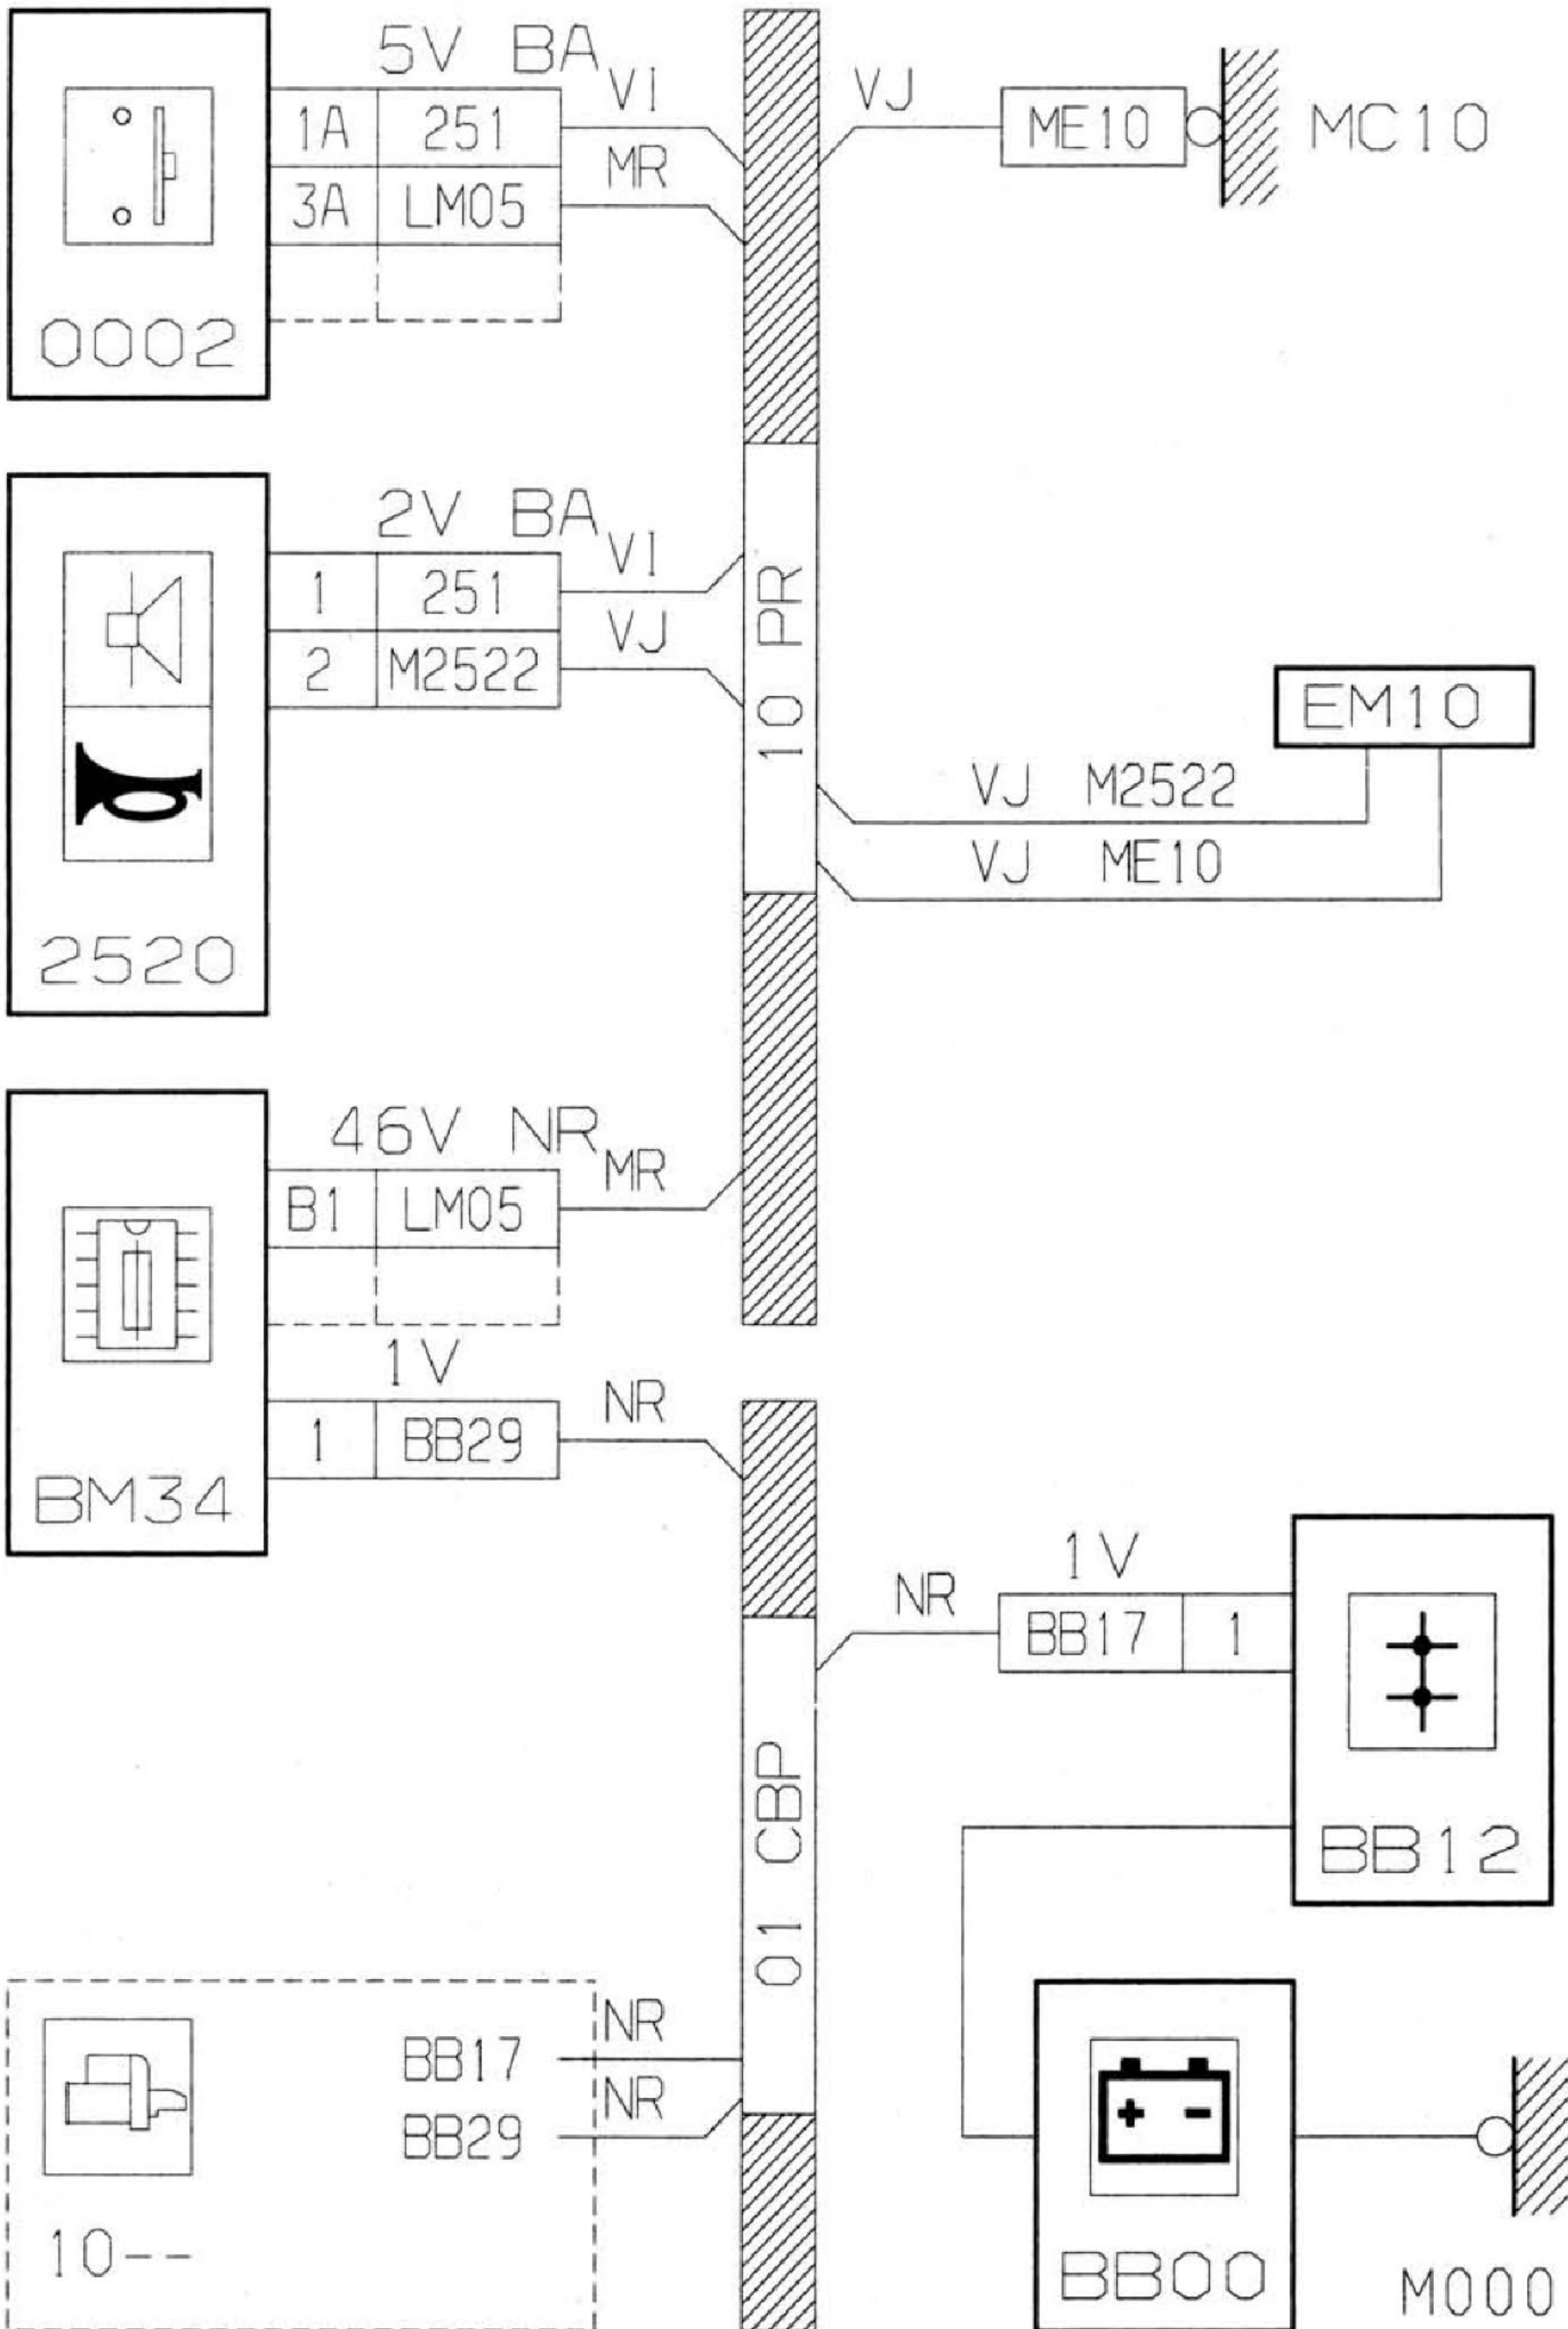 5V BA
VI
VJ
1A 251
ME10
MC10
MR
3A LM05
0002
2V BA
VI
1 251
VJ
2 M2522
10 PR
EM10
VJ M2522
VJ ME10
2520
46V NR
MR
B1 LM05
1V
NR
1 BB29
BM34
1V
NR
BB17 1
01 CBP
BB12
NR
BB17
NR
BB29
+ -
10--
BB00
M000